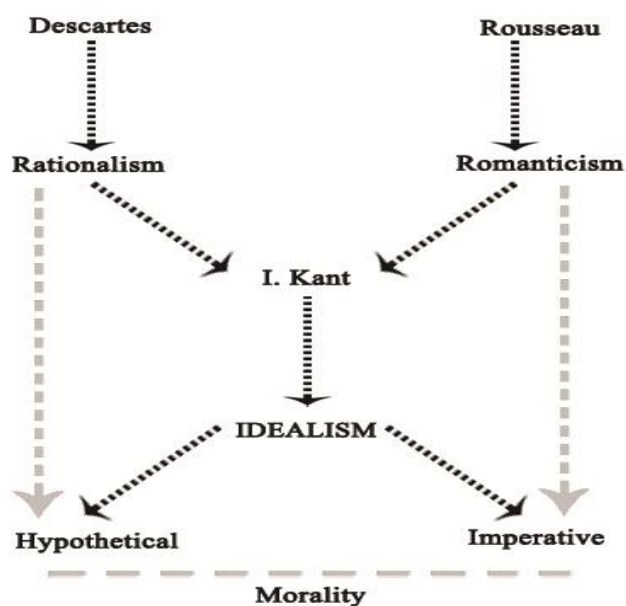 Descartes
Rousseau
Rationalism
Romanticism
I. Kant
IDEALISM
Hypothetical
Imperative
Morality